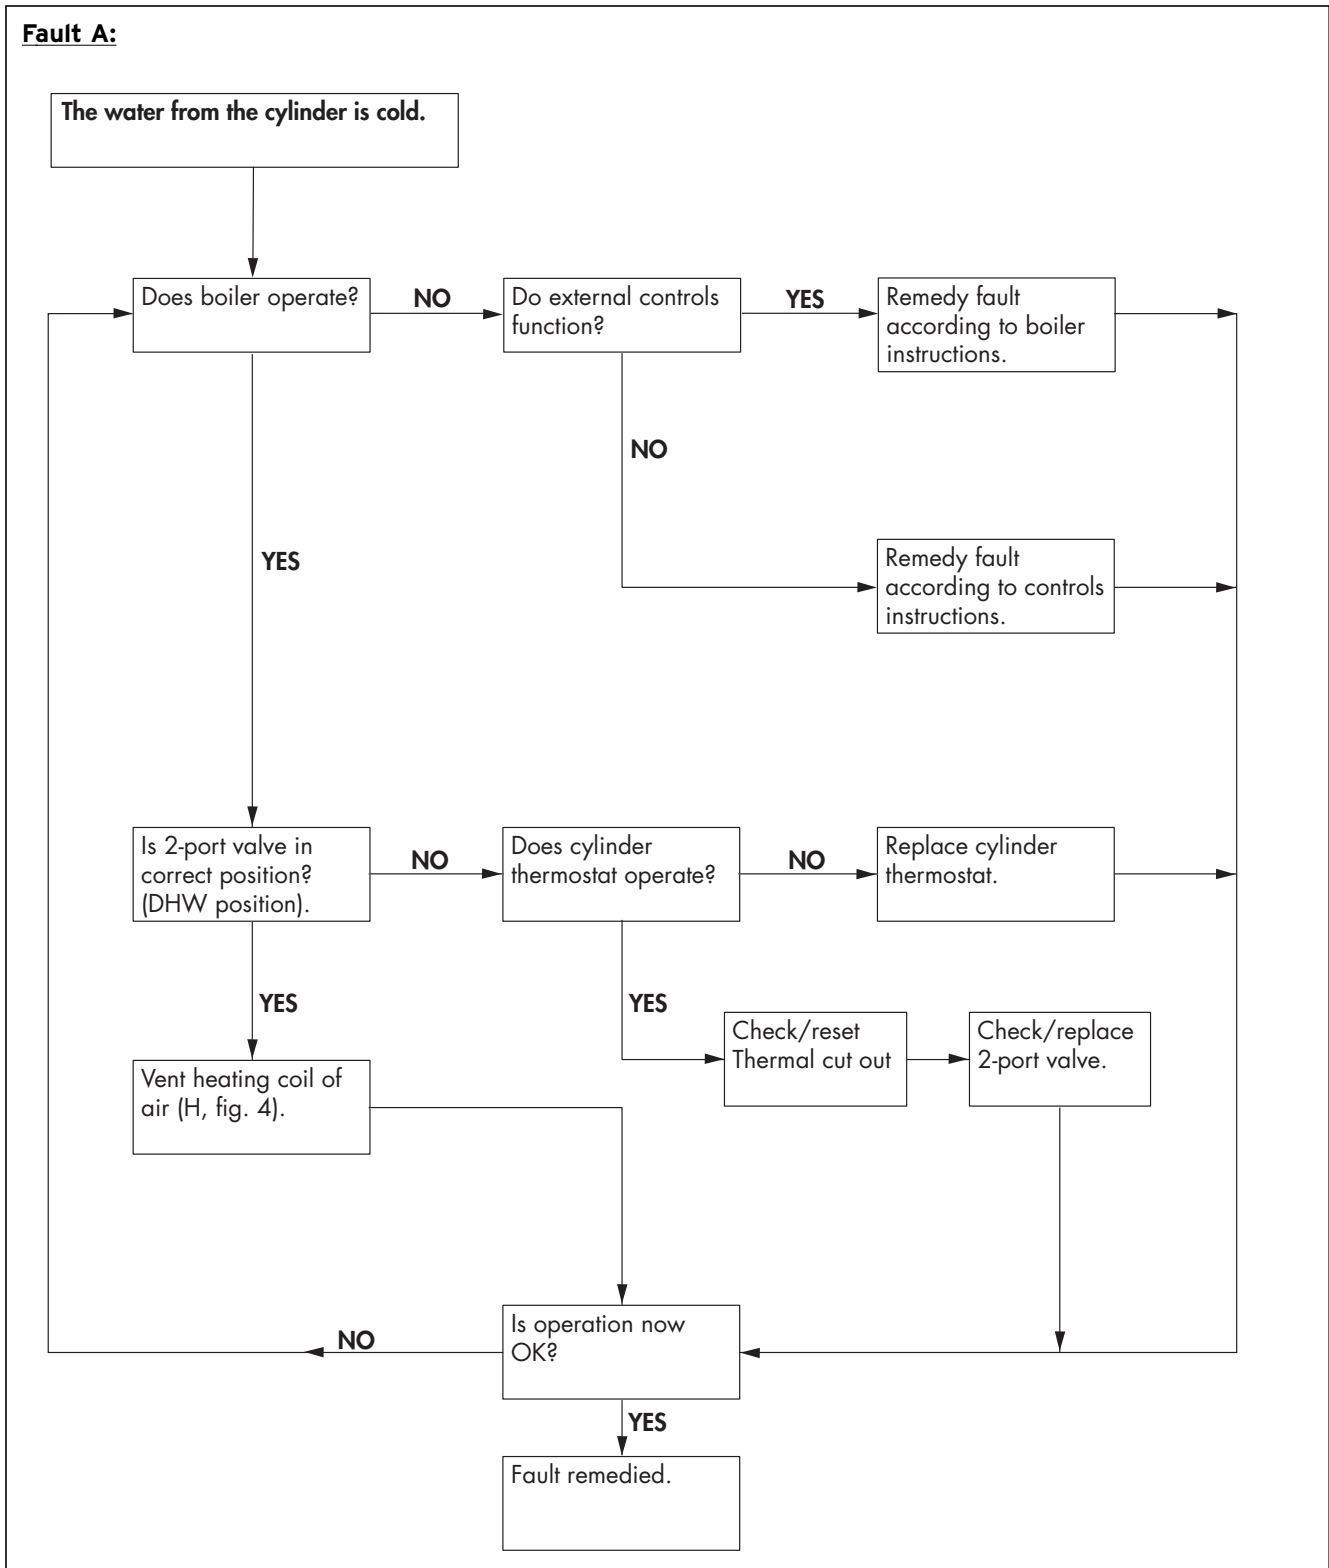 Fault A:
The water from the cylinder is cold.
Does boiler operate?
NO
Do external controls
function?
YES
Remedy fault
according to boiler
instructions.
NO
YES
Remedy fault
according to controls
instructions.
Is 2-port valve in
correct position?
(DHW position).
NO
Does cylinder
thermostat operate?
NO
Replace cylinder
thermostat.
YES
YES
Check/reset
Thermal cut out
Check/replace
2-port valve.
Vent heating coil of
air (H, fig. 4).
Is operation now
OK?
NO
YES
Fault remedied.